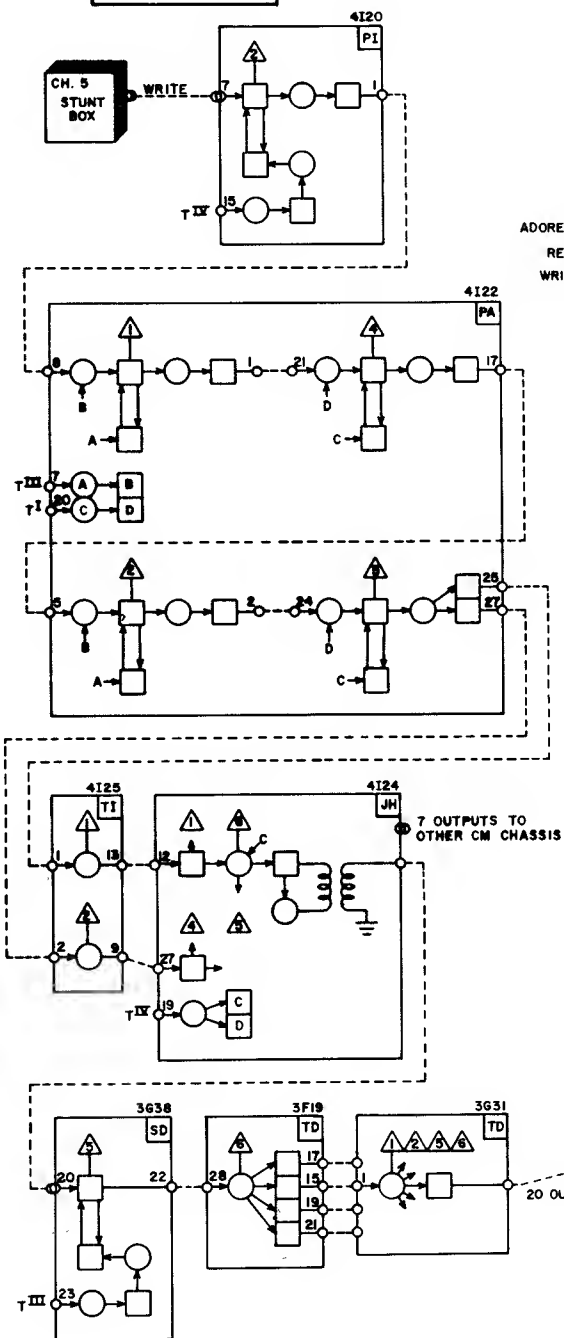 4I20
PI
CH. 5
STUNT
BOX
WRITE
7
2
1
T IV
15
ADORE
RE
WRI
4I22
PA
8
1
B
A
1
21
4
D
C
17
T III
7
A
B
T I
20
C
D
5
2
B
A
2
24
3
D
C
25
27
4I25
TI
1
1
13
2
2
9
4I24
JH
12
1
6
C
4
5
27
T IV
19
C
D
7 OUTPUTS TO
OTHER CM CHASSIS
3G38
SD
20
5
22
T III
23
3F19
TD
28
6
17
15
19
21
3G31
TD
1
1
2
5
6
20 OU